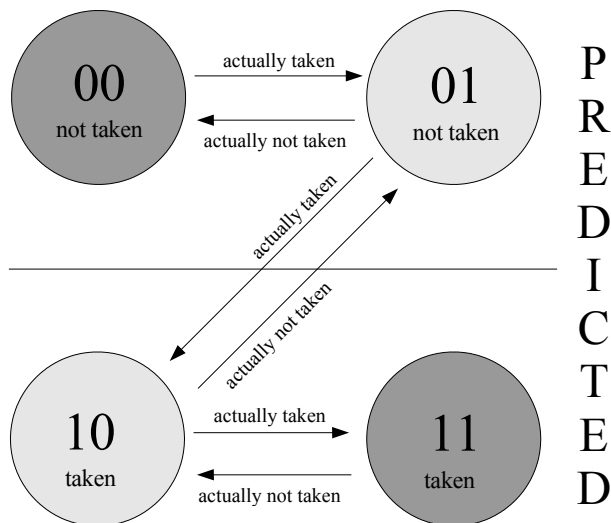 00
not taken
actually taken
actually not taken
01
not taken
actually taken
actually not taken
10
taken
actually taken
actually not taken
11
taken
PREDICTED